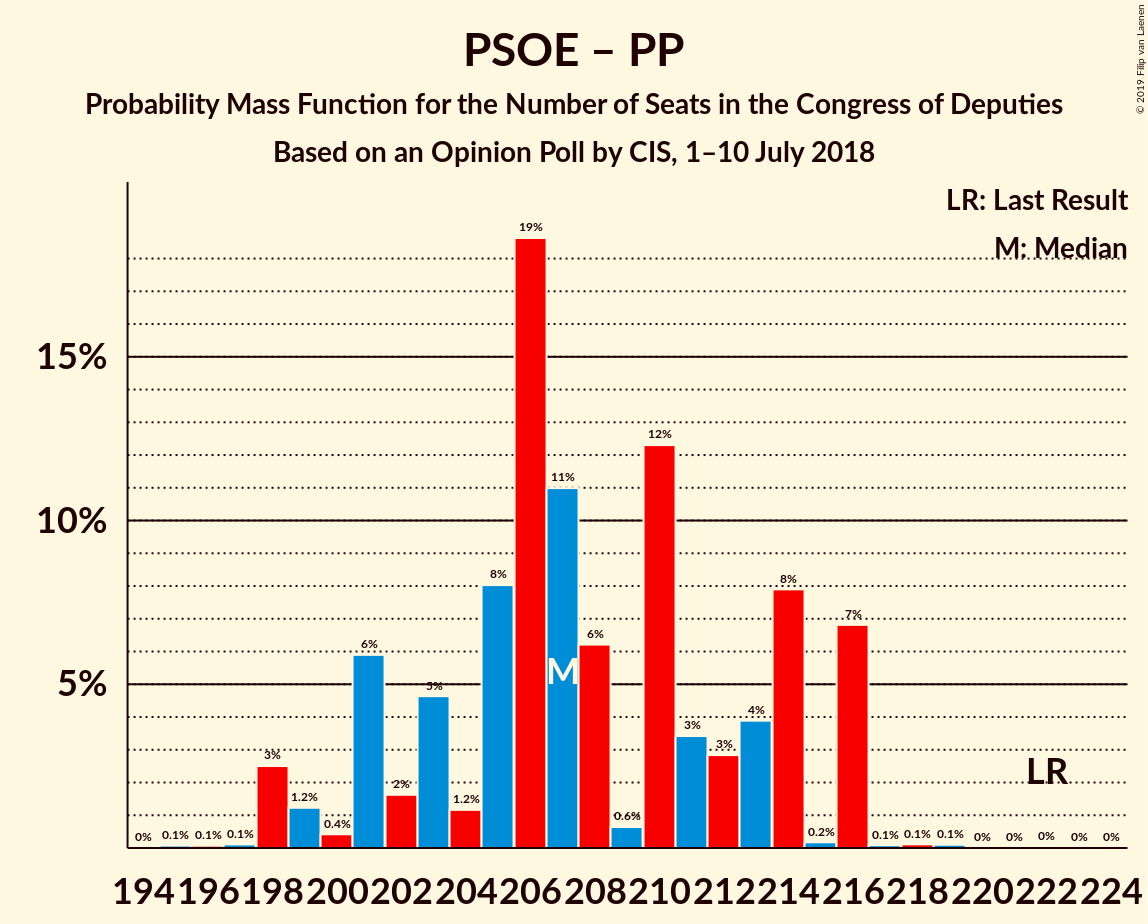 PSOE – PP
Probability Mass Function for the Number of Seats in the Congress of Deputies
Based on an Opinion Poll by CIS, 1–10 July 2018
© 2019 Filip van Laenen
LR: Last Result
M: Median
15%
10%
5%
0% 0.1% 0.1% 0.1% 3% 1.2% 0.4% 6% 2% 5% 1.2% 8% 19% 11% 6% 0.6% 12% 3% 3% 4% 8% 0.2% 7% 0.1% 0.1% 0.1% 0% 0% 0% 0% 0%
M
LR
194 196 198 200 202 204 206 208 210 212 214 216 218 220 222 224